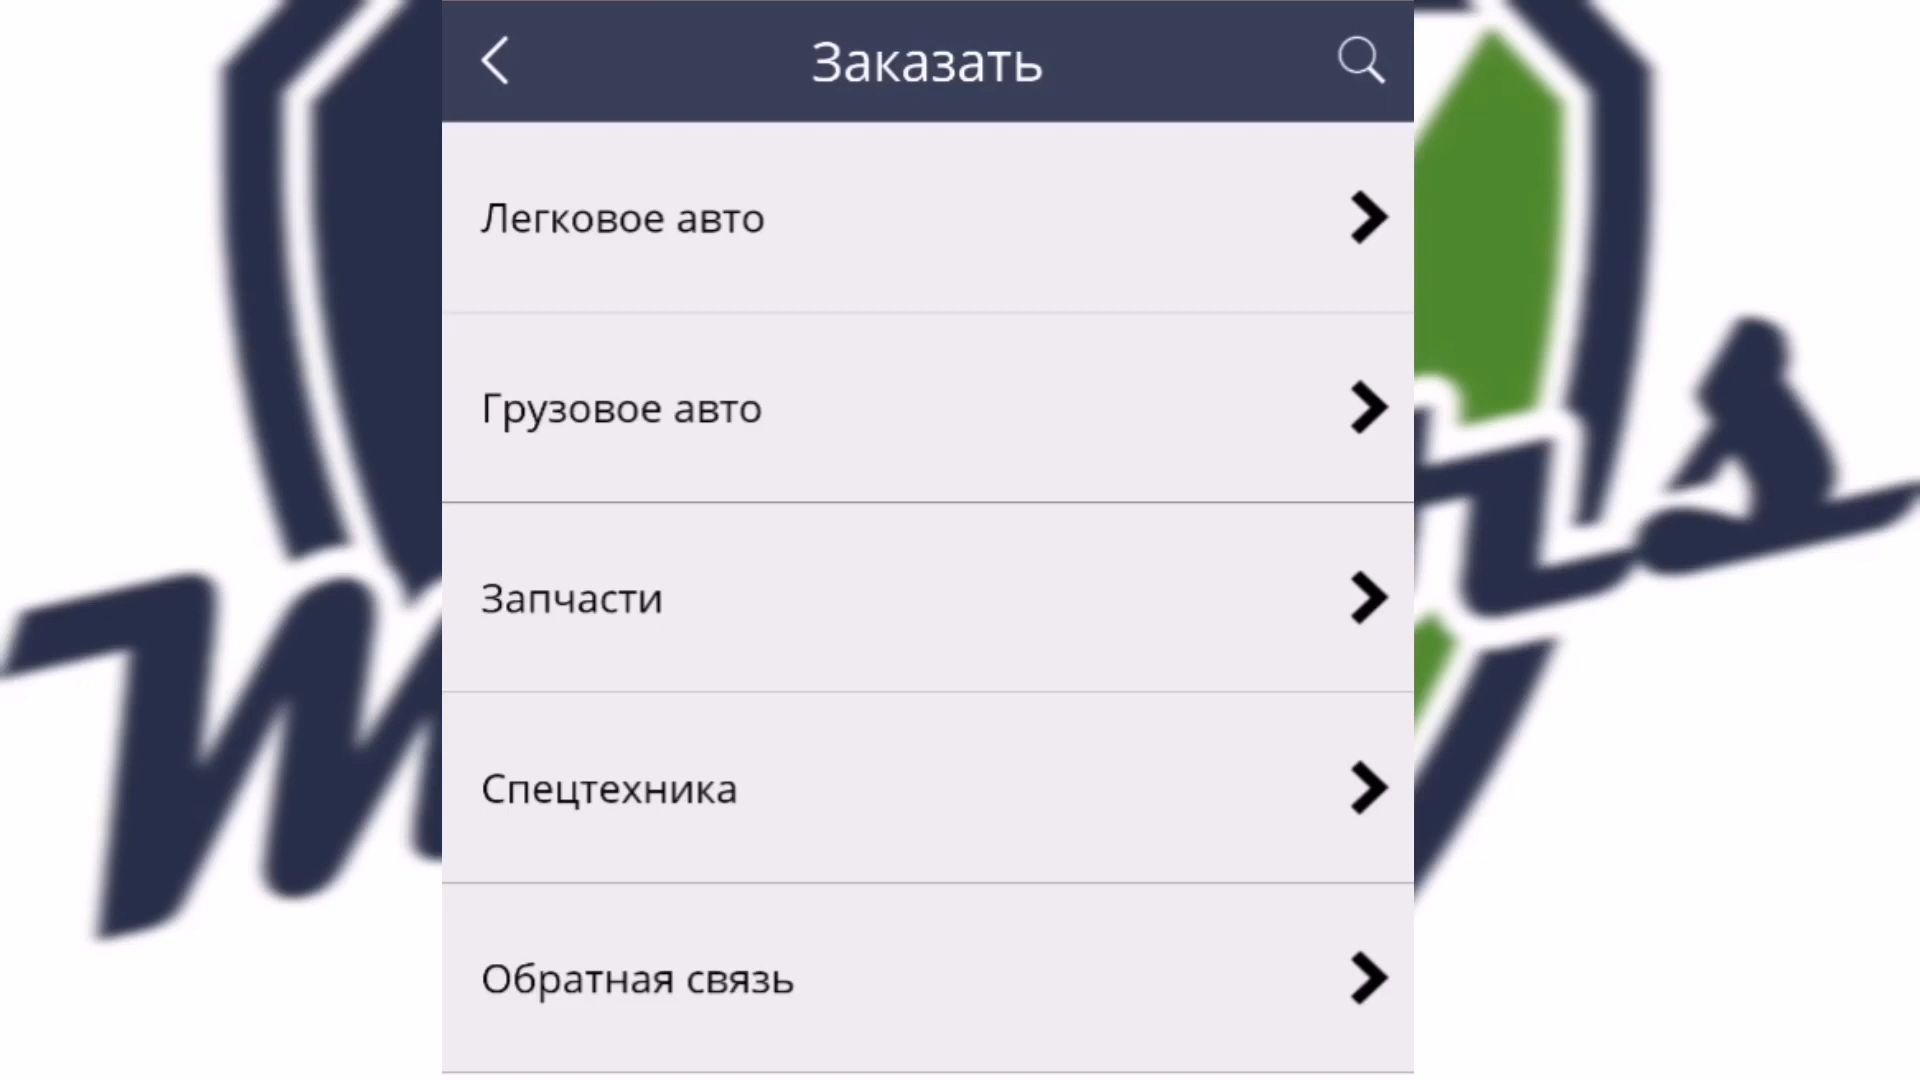 Заказать
Легковое авто
Грузовое авто
Запчасти
Спецтехника
Обратная связь